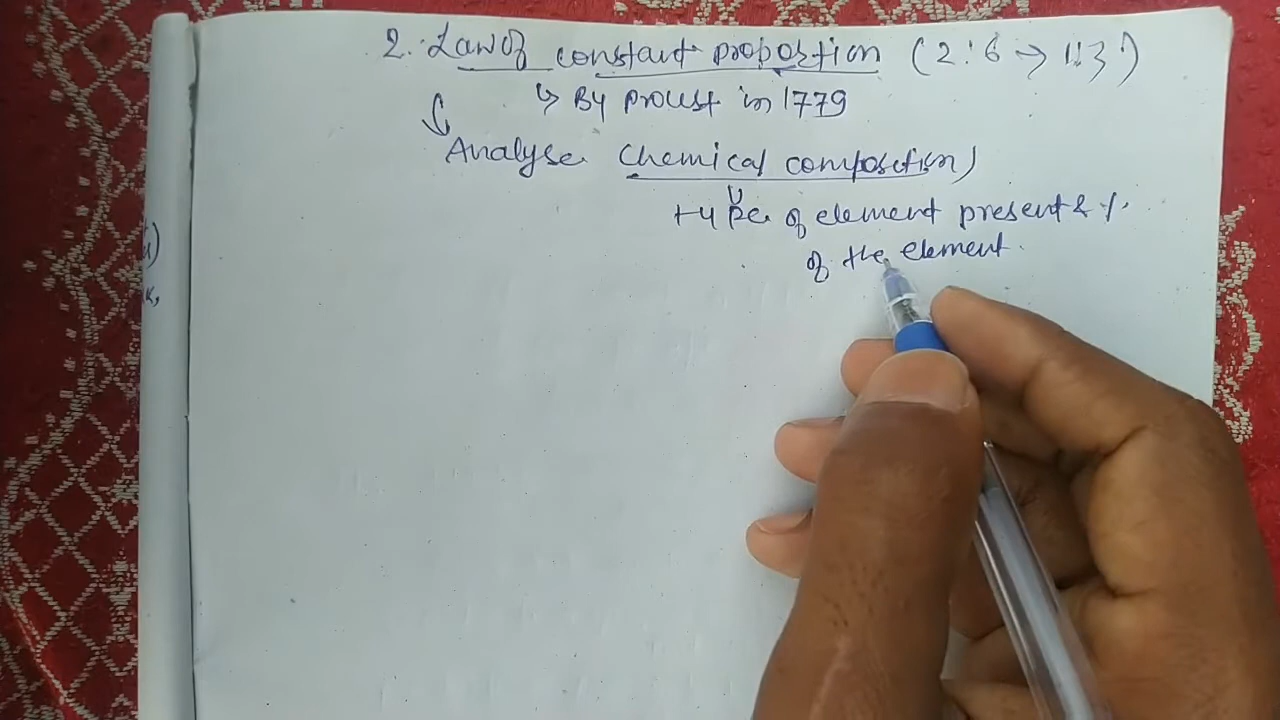 2. Law of constant proportion (2:6 → 1:3)
↳ By proust in 1779
Analyse Chemical composition
type of element present & %
of the element.